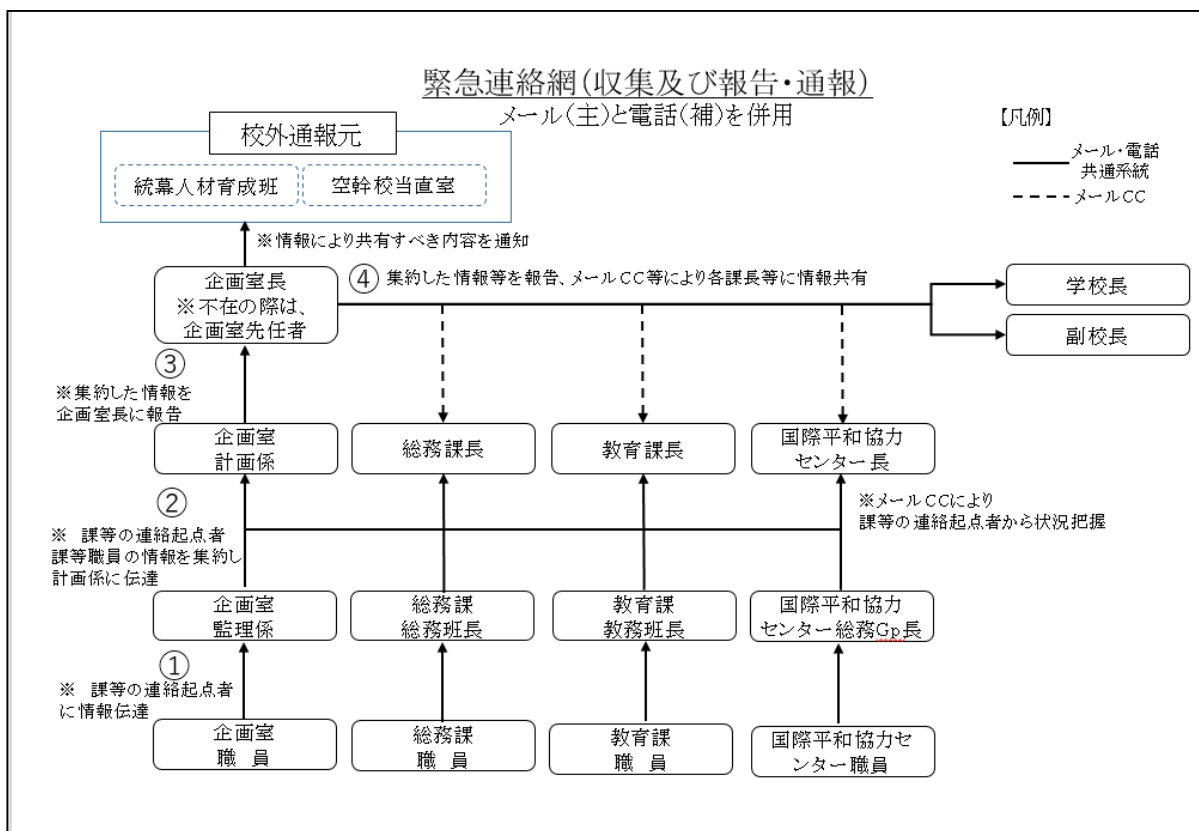 緊急連絡網(収集及び報告・通報)
メール(主)と電話(補)を併用
【凡例】
メール・電話
共通系統
メールCC
校外通報元
統幕人材育成班
空幹校当直室
※情報により共有すべき内容を通知
企画室長
※不在の際は、
企画室先任者
④ 集約した情報等を報告、メールCC等により各課長等に情報共有
学校長
副校長
③
※集約した情報を
企画室長に報告
企画室
計画係
総務課長
教育課長
国際平和協力
センター長
②
※ 課等の連絡起点者
課等職員の情報を集約し
計画係に伝達
※メールCCにより
課等の連絡起点者から状況把握
企画室
監理係
総務課
総務班長
教育課
教務班長
国際平和協力
センター総務Gp長
①
※ 課等の連絡起点者
に情報伝達
企画室
職 員
総務課
職 員
教育課
職 員
国際平和協力セ
ンター職員